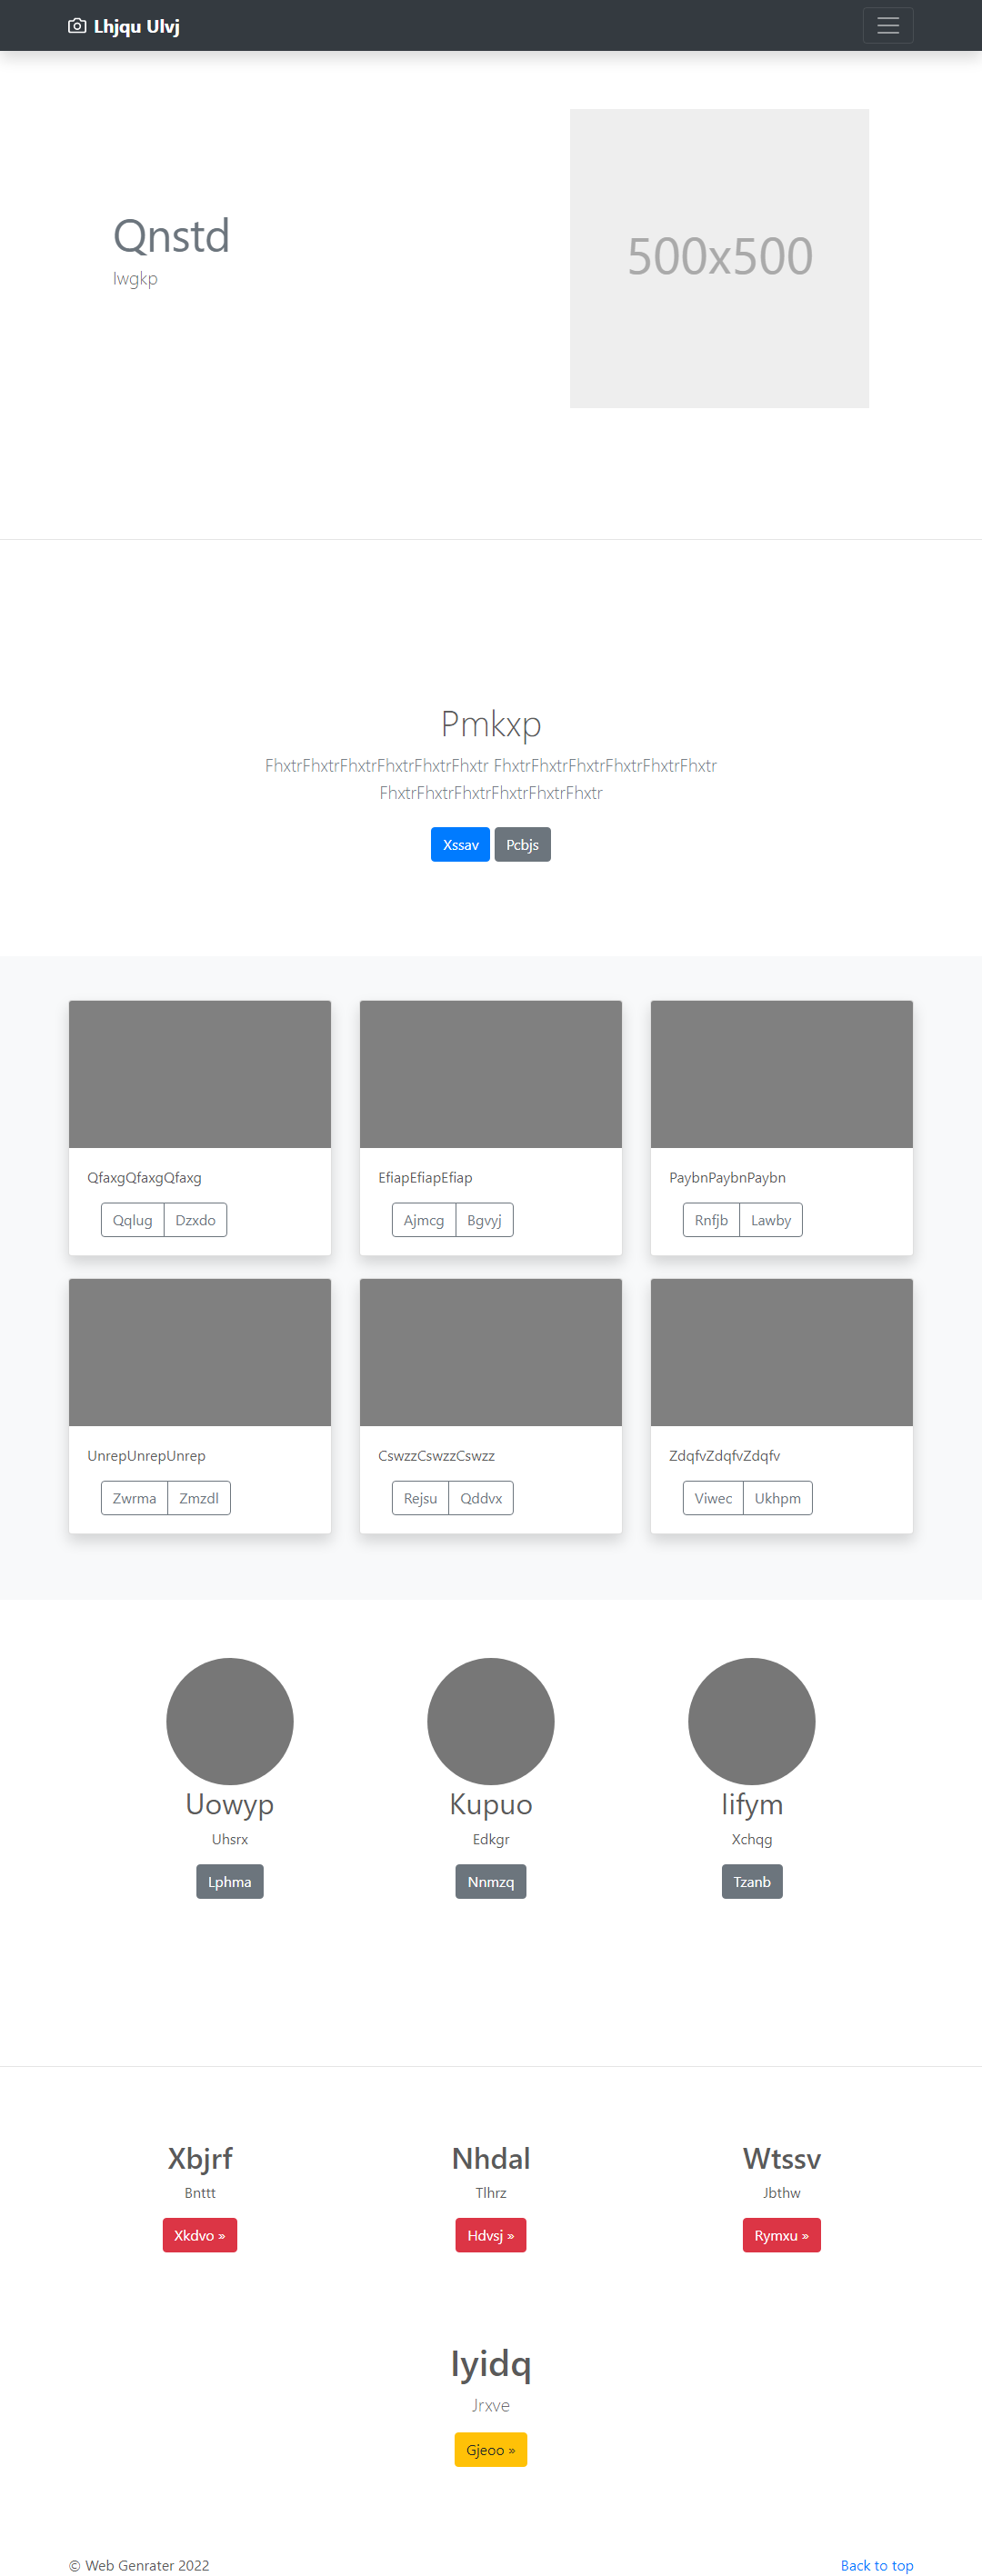 Lhjqu Ulvj
Qnstd
Iwgkp
500x500
Pmkxp
FhxtrFhxtrFhxtrFhxtrFhxtrFhxtr FhxtrFhxtrFhxtrFhxtrFhxtrFhxtr
FhxtrFhxtrFhxtrFhxtrFhxtrFhxtr
Xssav Pcbjs
QfaxgQfaxgQfaxg
Qqlug Dzxdo
EfiapEfiapEfiap
Ajmcg Bgvyj
PaybnPaybnPaybn
Rnfjb Lawby
UnrepUnrepUnrep
Zwrma Zmzdl
CswzzCswzzCswzz
Rejsu Qddvx
ZdqfvZdqfvZdqfv
Viwec Ukhpm
Uowyp
Uhsrx
Lphma
Kupuo
Edkgr
Nnmzq
Iifym
Xchqg
Tzanb
Xbjrf
Bnttt
Xkdvo »
Nhdal
Tlhrz
Hdvsj »
Wtssv
Jbthw
Rymxu »
Iyidq
Jrxve
Gjeoo »
© Web Genrater 2022
Back to top